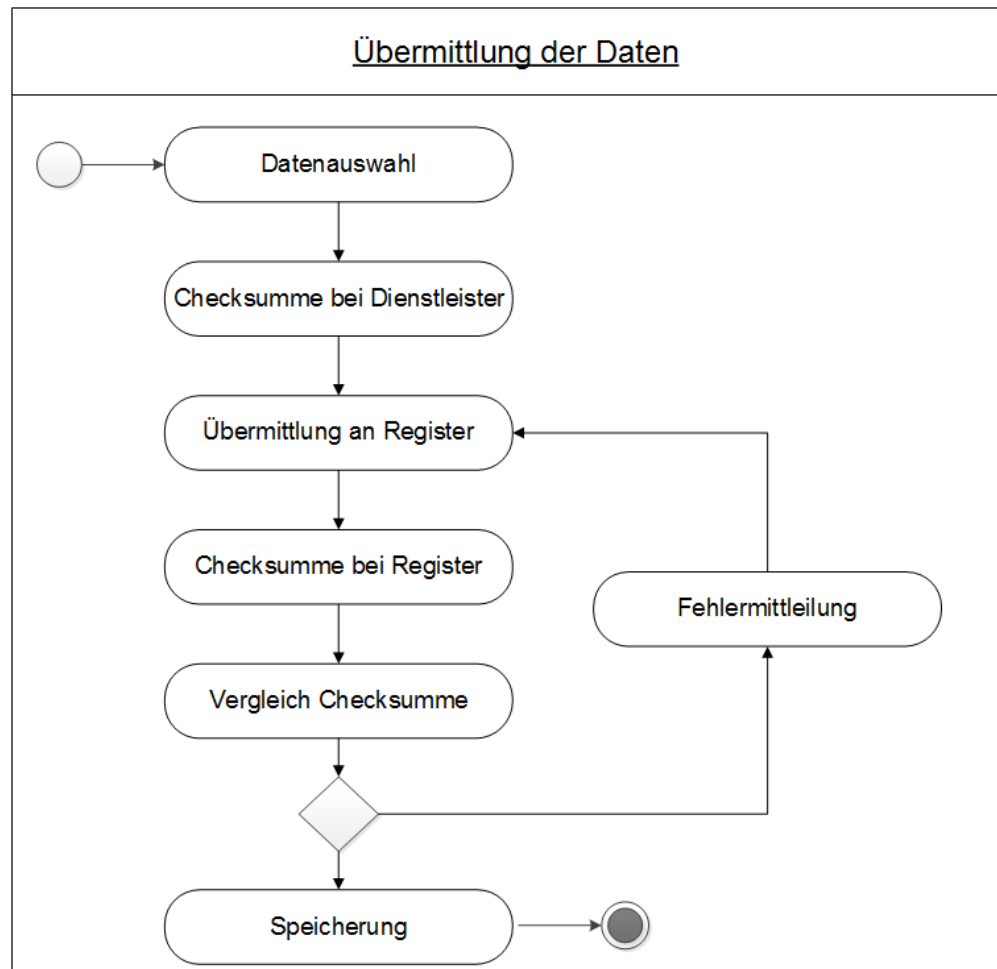 Übermittlung der Daten
Datenauswahl
Checksumme bei Dienstleister
Übermittlung an Register
Checksumme bei Register
Fehlermittleilung
Vergleich Checksumme
Speicherung